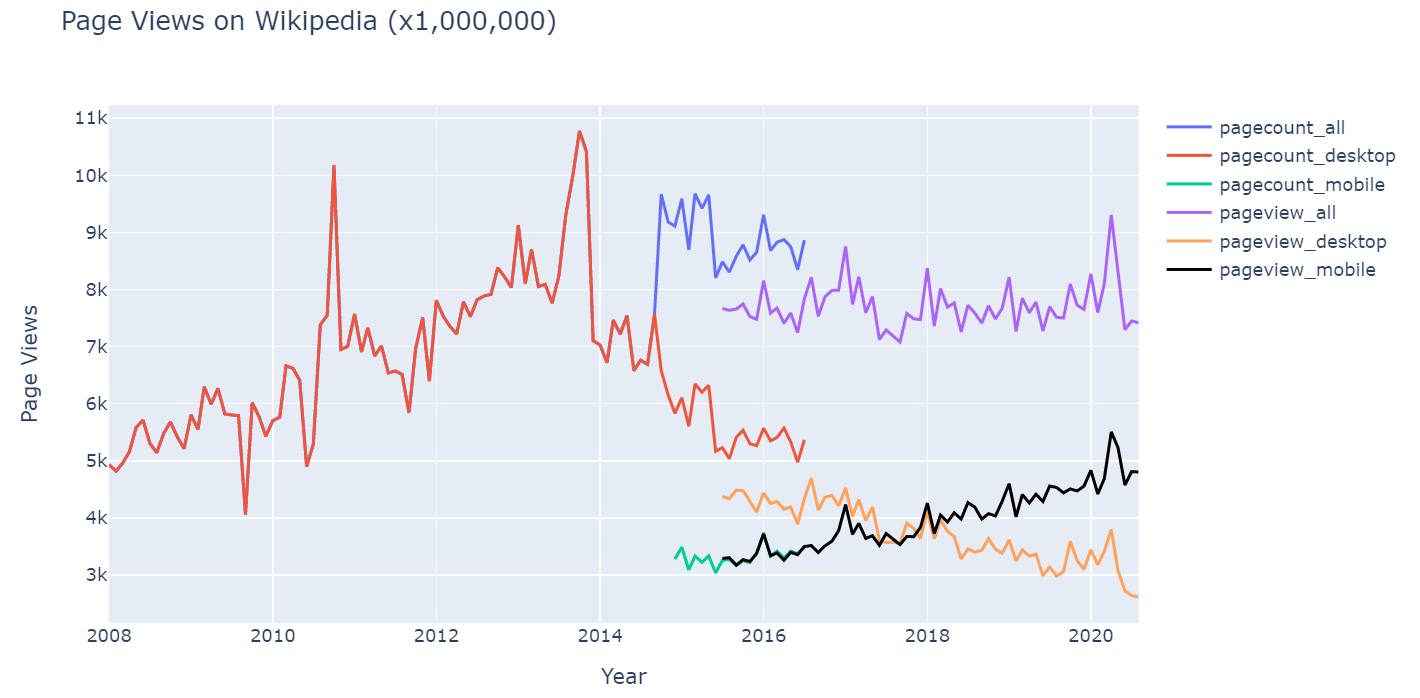 Page Views on Wikipedia (x1,000,000)
11k
10k
9k
8k
7k
6k
5k
4k
3k
Page Views
2008
2010
2012
2014
2016
2018
2020
Year
pagecount_all
pagecount_desktop
pagecount_mobile
pageview_all
pageview_desktop
pageview_mobile